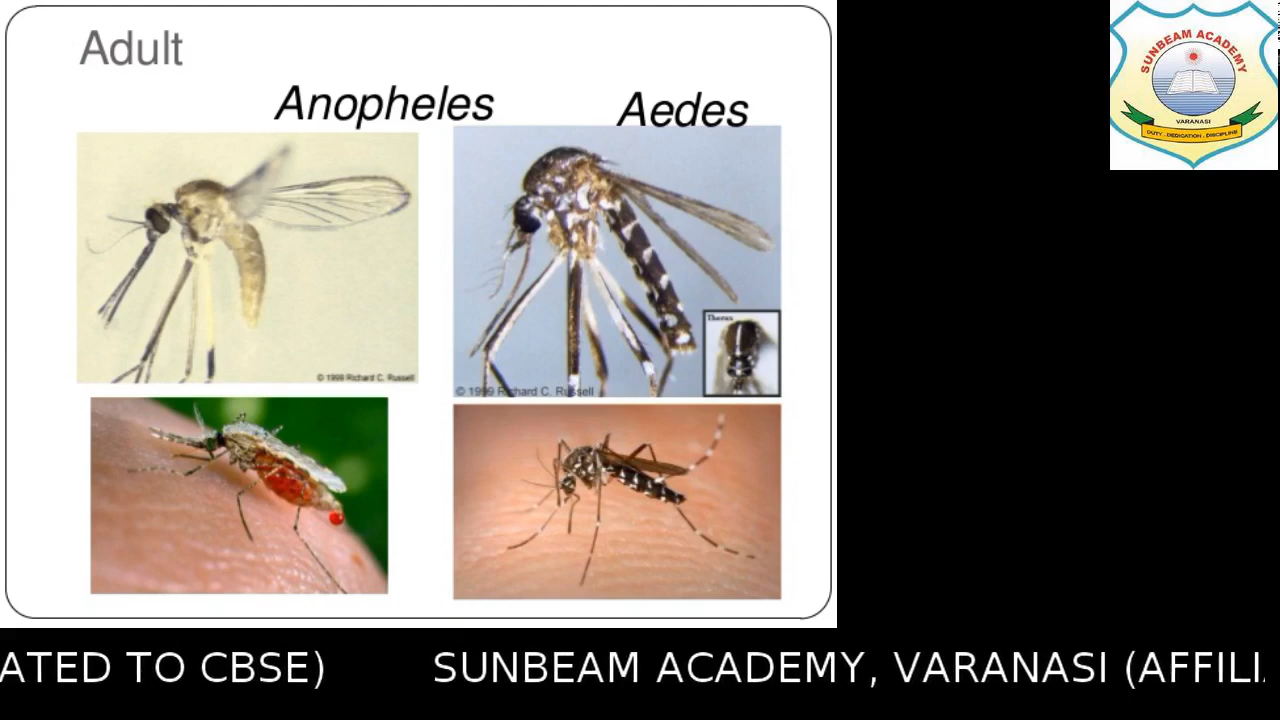 Adult
Anopheles
Aedes
Thorax
© 1999 Richard C. Russell
© 1999 Richard C. Russell
SUNBEAM ACADEMY
VARANASI
DUTY - DEDICATION - DISCIPLINE
ATED TO CBSE) SUNBEAM ACADEMY, VARANASI (AFFILI